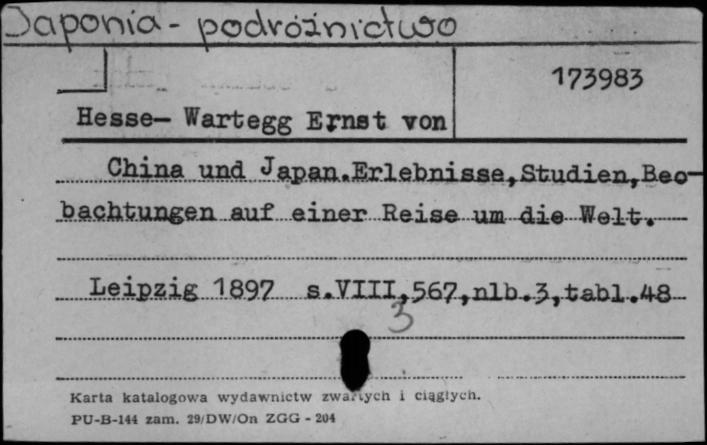 Japonia - podróżnictwo
173983
Hesse- Wartegg Ernst von
China und Japan.Erlebnisse,Studien,Beo-
bachtungen auf einer Reise um die Welt.
Leipzig 1897 s.VIII,567,nlb.3,tabl.48
3
Karta katalogowa wydawnictw zwartych i ciągłych.
PU-B-144 zam. 29/DW/On ZGG - 204